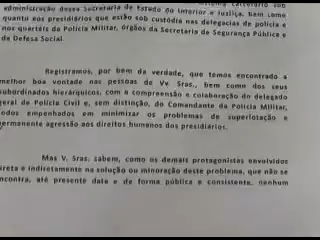 sistema carcerário sob
administração dessa Secretaria de Estado do Interior e Justiça, bem como
quanto aos presidiários que estão sob custódia nas delegacias de polícia e
nos quartéis da Polícia Militar, órgãos da Secretaria de Segurança Pública e
de Defesa Social.
Registramos, por bem da verdade, que temos encontrado a
melhor boa vontade nas pessoas de Vv. Sras., bem como dos seus
subordinados hierárquicos, com a compreensão e colaboração do delegado
geral de Polícia Civil e, sem distinção, do Comandante da Polícia Militar,
todos empenhados em minimizar os problemas de superlotação e
permanente agressão aos direitos humanos dos presidiários.
Mas V. Sras. sabem, como os demais protagonistas envolvidos
direta e indiretamente na solução ou minoração deste problema, que não se
encontra, até presente data e de forma pública e consistente, nenhum